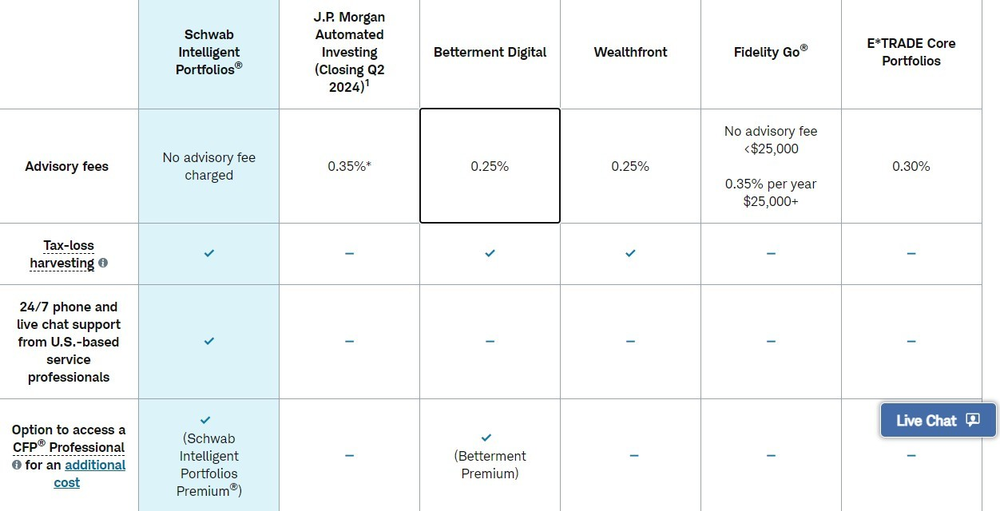 Schwab
Intelligent
Portfolios®
J.P. Morgan
Automated
Investing
(Closing Q2
2024)1
Betterment Digital
Wealthfront
Fidelity Go®
E*TRADE Core
Portfolios
Advisory fees
No advisory fee
charged
0.35%*
0.25%
0.25%
No advisory fee
<$25,000
0.35% per year
$25,000+
0.30%
Tax-loss
harvesting i
24/7 phone and
live chat support
from U.S.-based
service
professionals
Option to access a
CFP® Professional
i for an additional
cost
(Schwab
Intelligent
Portfolios
Premium®)
(Betterment
Premium)
Live Chat